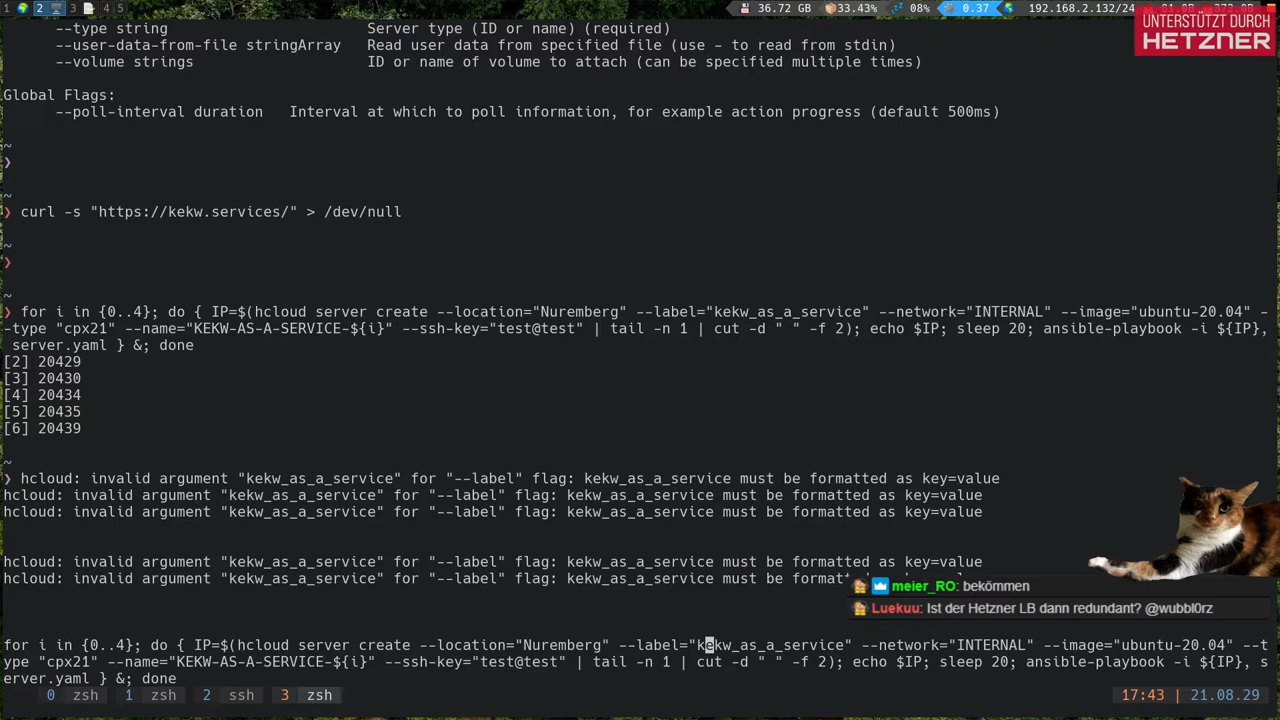 1 2 3 4 5
36.72 GB 33.43% 08% 0.37 192.168.2.132/24
UNTERSTÜTZT DURCH
HETZNER
--type string Server type (ID or name) (required)
--user-data-from-file stringArray Read user data from specified file (use - to read from stdin)
--volume strings ID or name of volume to attach (can be specified multiple times)
Global Flags:
--poll-interval duration Interval at which to poll information, for example action progress (default 500ms)
~
❯
~
❯ curl -s "https://kekw.services/" > /dev/null
~
❯
~
❯ for i in {0..4}; do { IP=$(hcloud server create --location="Nuremberg" --label="kekw_as_a_service" --network="INTERNAL" --image="ubuntu-20.04" -
-type "cpx21" --name="KEKW-AS-A-SERVICE-${i}" --ssh-key="test@test" | tail -n 1 | cut -d " " -f 2); echo $IP; sleep 20; ansible-playbook -i ${IP},
server.yaml } &; done
[2] 20429
[3] 20430
[4] 20434
[5] 20435
[6] 20439
~
❯ hcloud: invalid argument "kekw_as_a_service" for "--label" flag: kekw_as_a_service must be formatted as key=value
hcloud: invalid argument "kekw_as_a_service" for "--label" flag: kekw_as_a_service must be formatted as key=value
hcloud: invalid argument "kekw_as_a_service" for "--label" flag: kekw_as_a_service must be formatted as key=value
hcloud: invalid argument "kekw_as_a_service" for "--label" flag: kekw_as_a_service must be formatted as key=value
hcloud: invalid argument "kekw_as_a_service" for "--label" flag: kekw_as_a_service must be formatted as key=value
meier_RO: bekömmen
Luekuu: Ist der Hetzner LB dann redundant? @wubbl0rz
for i in {0..4}; do { IP=$(hcloud server create --location="Nuremberg" --label="kekw_as_a_service" --network="INTERNAL" --image="ubuntu-20.04" --t
ype "cpx21" --name="KEKW-AS-A-SERVICE-${i}" --ssh-key="test@test" | tail -n 1 | cut -d " " -f 2); echo $IP; sleep 20; ansible-playbook -i ${IP}, s
erver.yaml } &; done
0 zsh 1 zsh 2 ssh 3 zsh 17:43 | 21.08.29